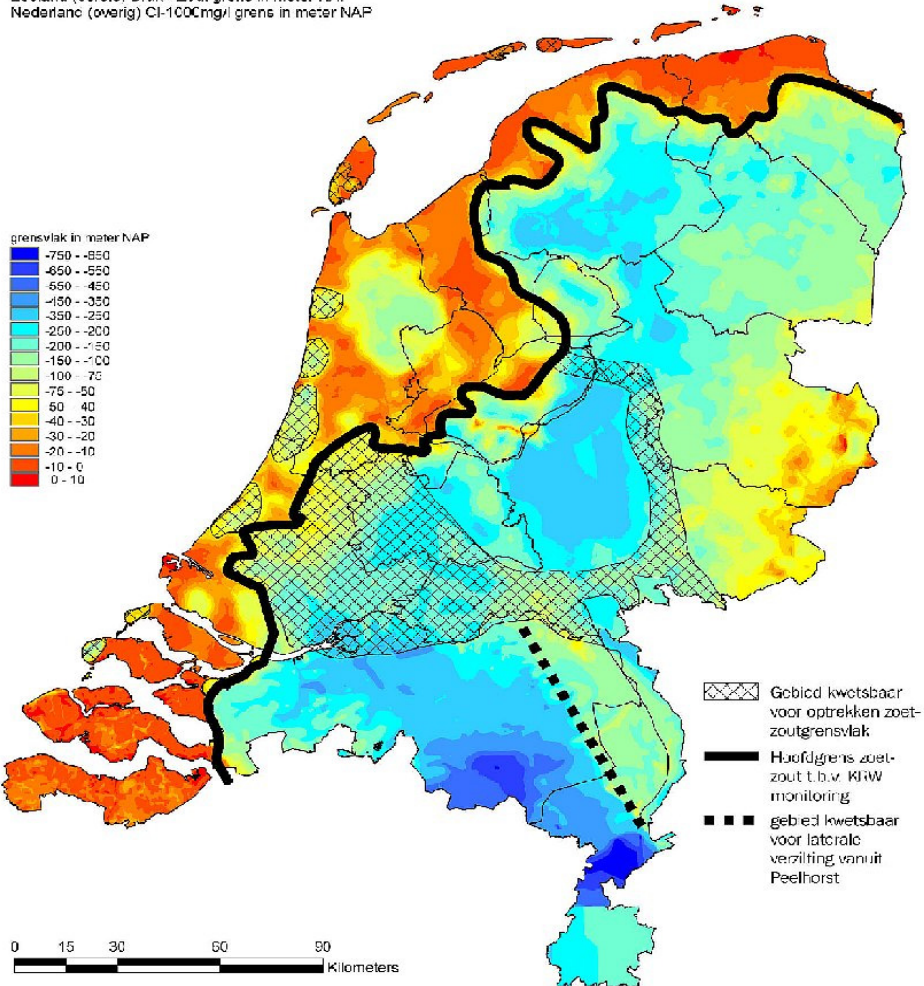 Nederland (overig) Cl-1000mg/l grens in meter NAP
grensvlak in meter NAP
-750 - -650
-650 - -550
-550 - -450
-450 - -350
-350 - -250
-250 - -200
-200 - -150
-150 - -100
-100 - -75
-75 - -50
-50 - -40
-40 - -30
-30 - -20
-20 - -10
-10 - 0
0 - 10
Gebied kwetsbaar
voor optrekken zoet-
zoutgrensvlak
Hoofdgrens zoet-
zout t.b.v. KRW
monitoring
gebied kwetsbaar
voor laterale
verzilting vanuit
Peelhorst
0 15 30 60 90
Kilometers